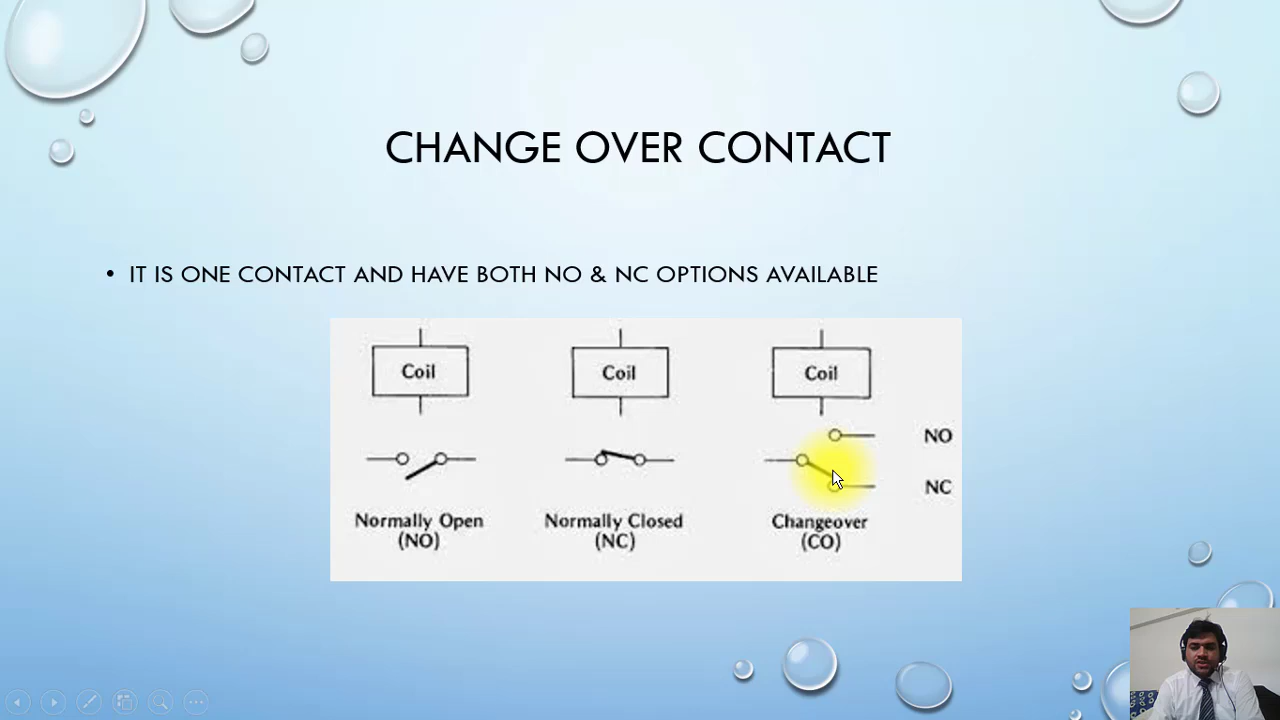 CHANGE OVER CONTACT
• IT IS ONE CONTACT AND HAVE BOTH NO & NC OPTIONS AVAILABLE
Coil
Coil
Coil
NO
NC
Normally Open
(NO)
Normally Closed
(NC)
Changeover
(CO)